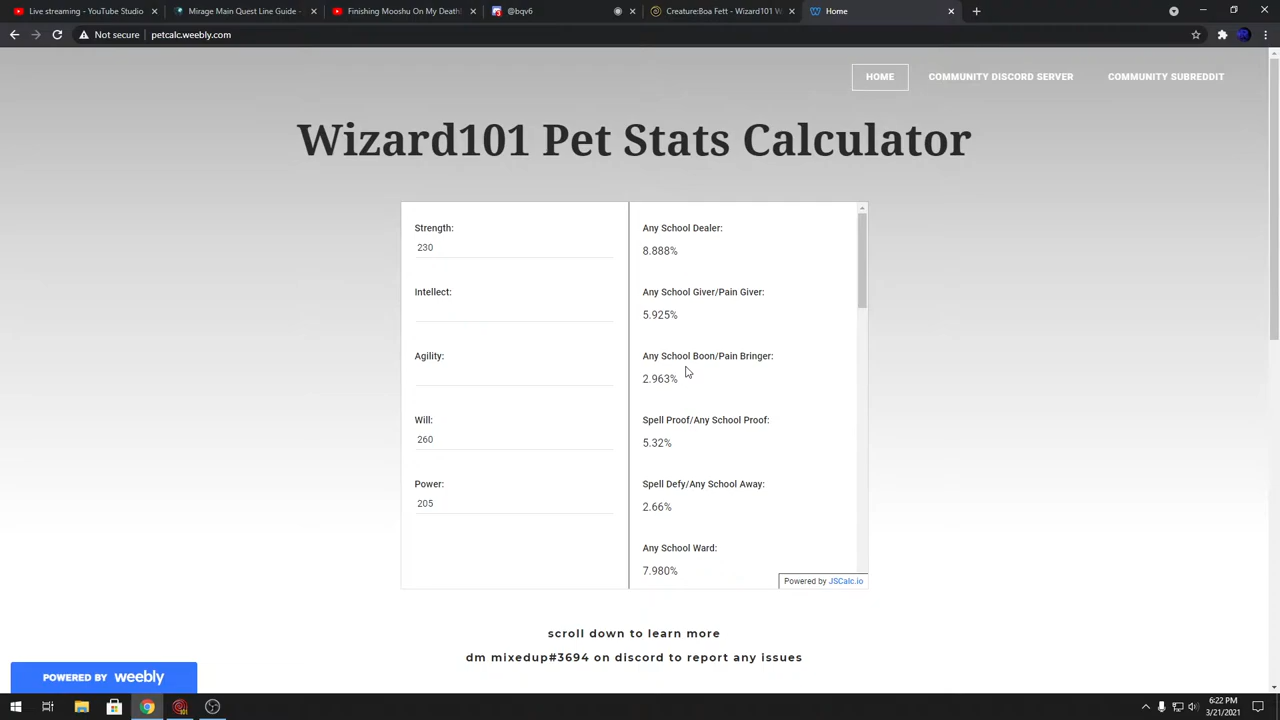 Live streaming - YouTube Studio
Mirage Main Quest Line Guide -
Finishing Mooshu On My Death
@bqv6
Creature:Boa Fett - Wizard101 W
Home
Not secure | petcalc.weebly.com
HOME
COMMUNITY DISCORD SERVER
COMMUNITY SUBREDDIT
Wizard101 Pet Stats Calculator
Strength:
230
Intellect:
Agility:
Will:
260
Power:
205
Any School Dealer:
8.888%
Any School Giver/Pain Giver:
5.925%
Any School Boon/Pain Bringer:
2.963%
Spell Proof/Any School Proof:
5.32%
Spell Defy/Any School Away:
2.66%
Any School Ward:
7.980%
Powered by JSCalc.io
scroll down to learn more
dm mixedup#3694 on discord to report any issues
POWERED BY weebly
6:22 PM
3/21/2021